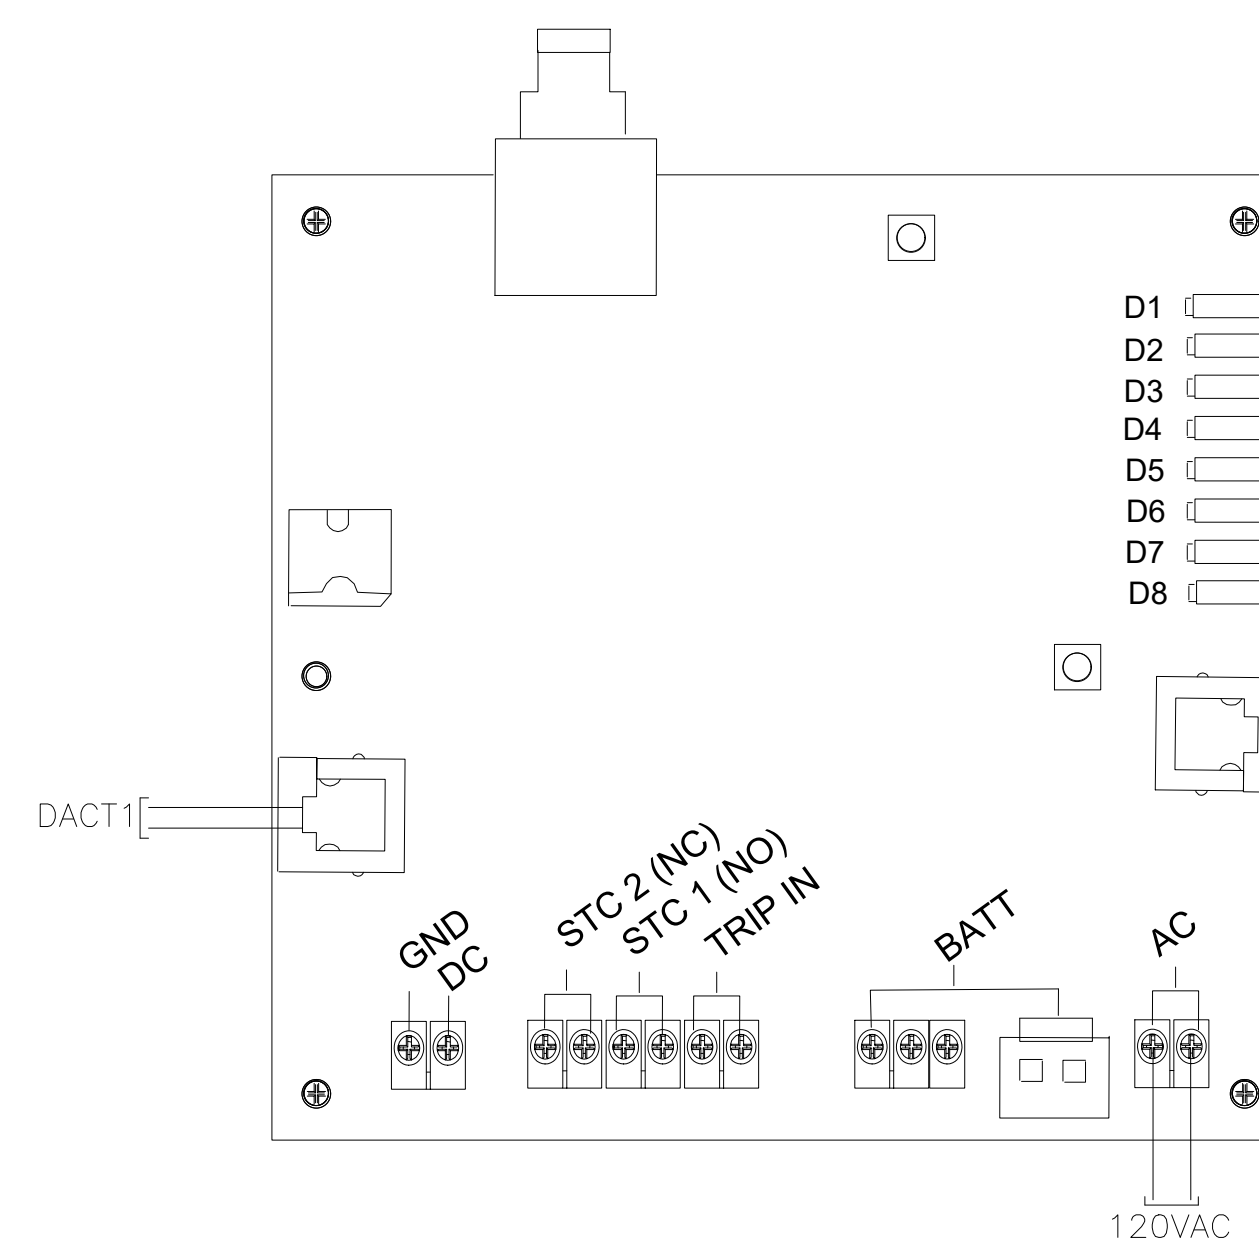 D1
D2
D3
D4
D5
D6
D7
D8
DACT1
GND
DC
STC 2 (NC)
STC 1 (NO)
TRIP IN
BATT
AC
120VAC